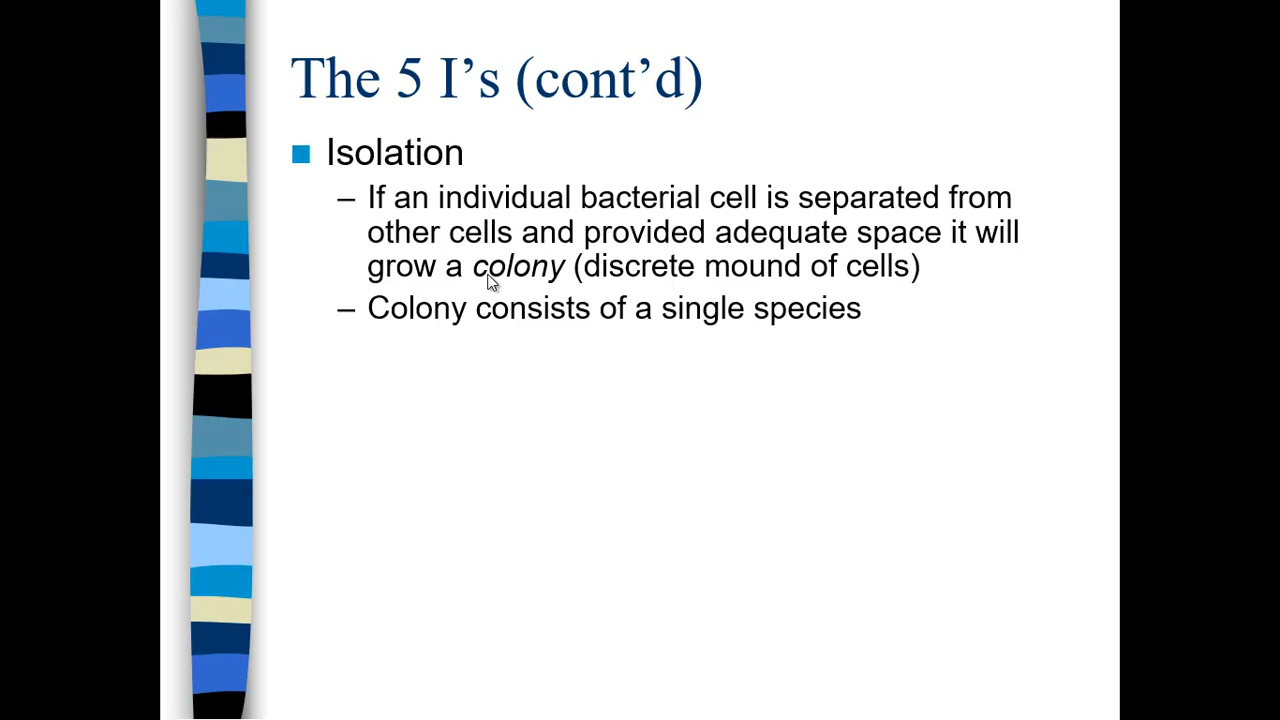 The 5 I’s (cont’d)
Isolation
– If an individual bacterial cell is separated from
other cells and provided adequate space it will
grow a colony (discrete mound of cells)
– Colony consists of a single species